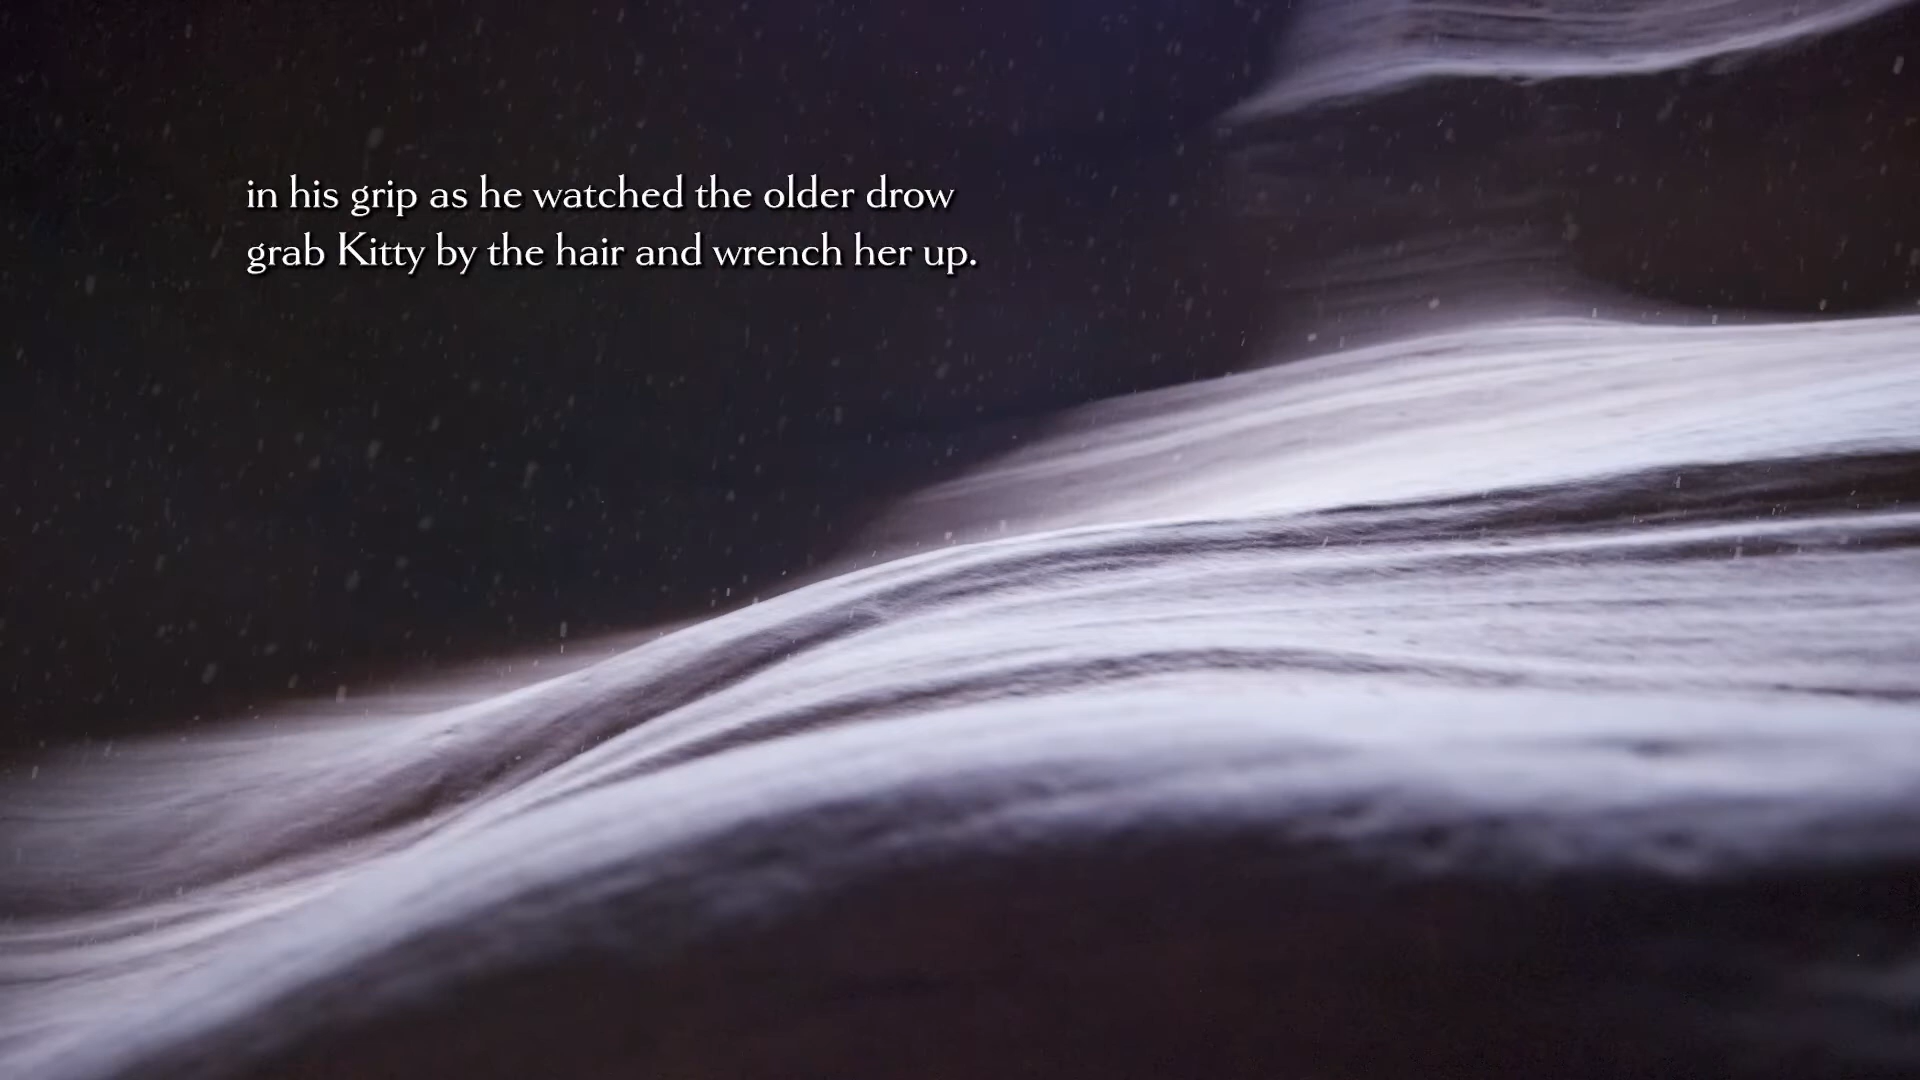 in his grip as he watched the older drow
grab Kitty by the hair and wrench her up.